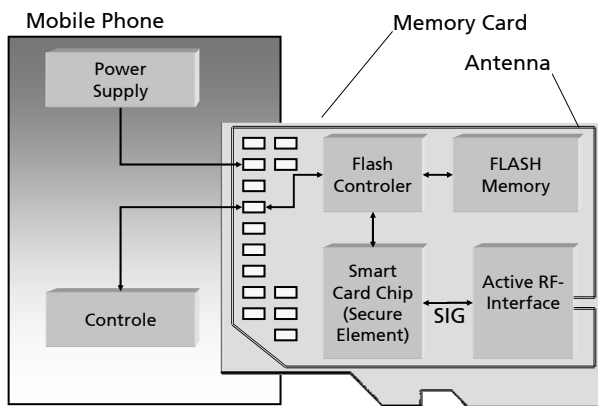 Mobile Phone
Memory Card
Antenna
Power
Supply
Flash
Controler
FLASH
Memory
Smart
Card Chip
(Secure
Element)
SIG
Active RF-
Interface
Controle